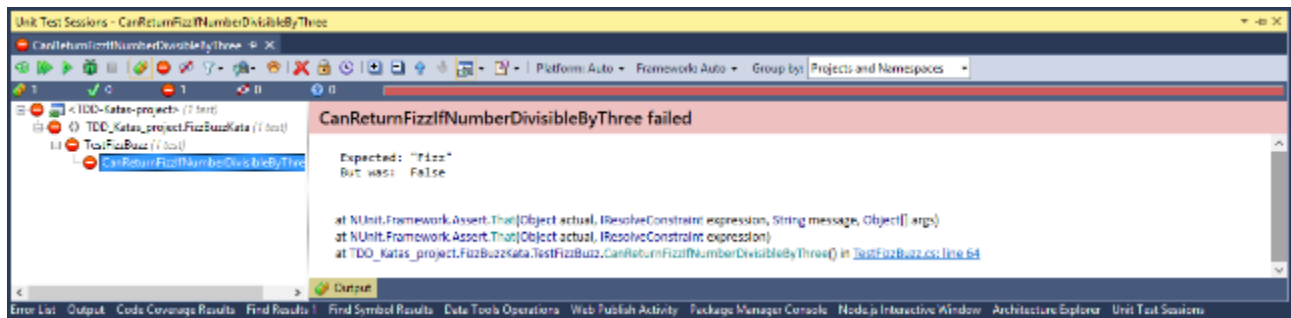 Unit Test Sessions - CanReturnFizzIfNumberDivisibleByThree
CanReturnFizzIfNumberDivisibleByThree
Platform: Auto Framework: Auto Group by: Projects and Namespaces
1 0 1 0 0
<TDD-Katas-project> (1 test)
TDD_Katas_project.FizzBuzzKata (1 test)
TestFizzBuzz (1 test)
CanReturnFizzIfNumberDivisibleByThre
CanReturnFizzIfNumberDivisibleByThree failed
Expected: "Fizz"
But was: False
at NUnit.Framework.Assert.That(Object actual, IResolveConstraint expression, String message, Object[] args)
at NUnit.Framework.Assert.That(Object actual, IResolveConstraint expression)
at TDD_Katas_project.FizzBuzzKata.TestFizzBuzz.CanReturnFizzIfNumberDivisibleByThree() in TestFizzBuzz.cs: line 64
Output
Error List Output Code Coverage Results Find Results 1 Find Symbol Results Data Tools Operations Web Publish Activity Package Manager Console Node.js Interactive Window Architecture Explorer Unit Test Sessions